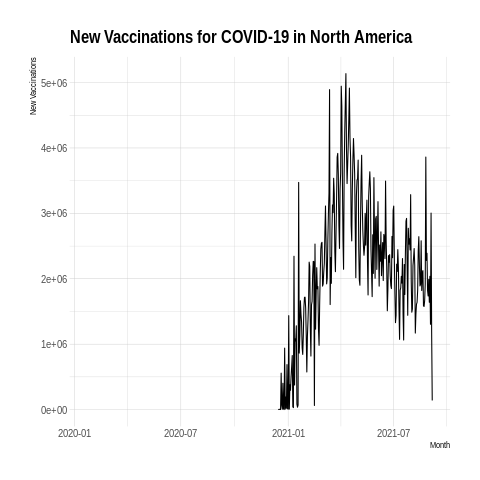 New Vaccinations for COVID-19 in North America
New Vaccinations
5e+06
4e+06
3e+06
2e+06
1e+06
0e+00
2020-01 2020-07 2021-01 2021-07
Month